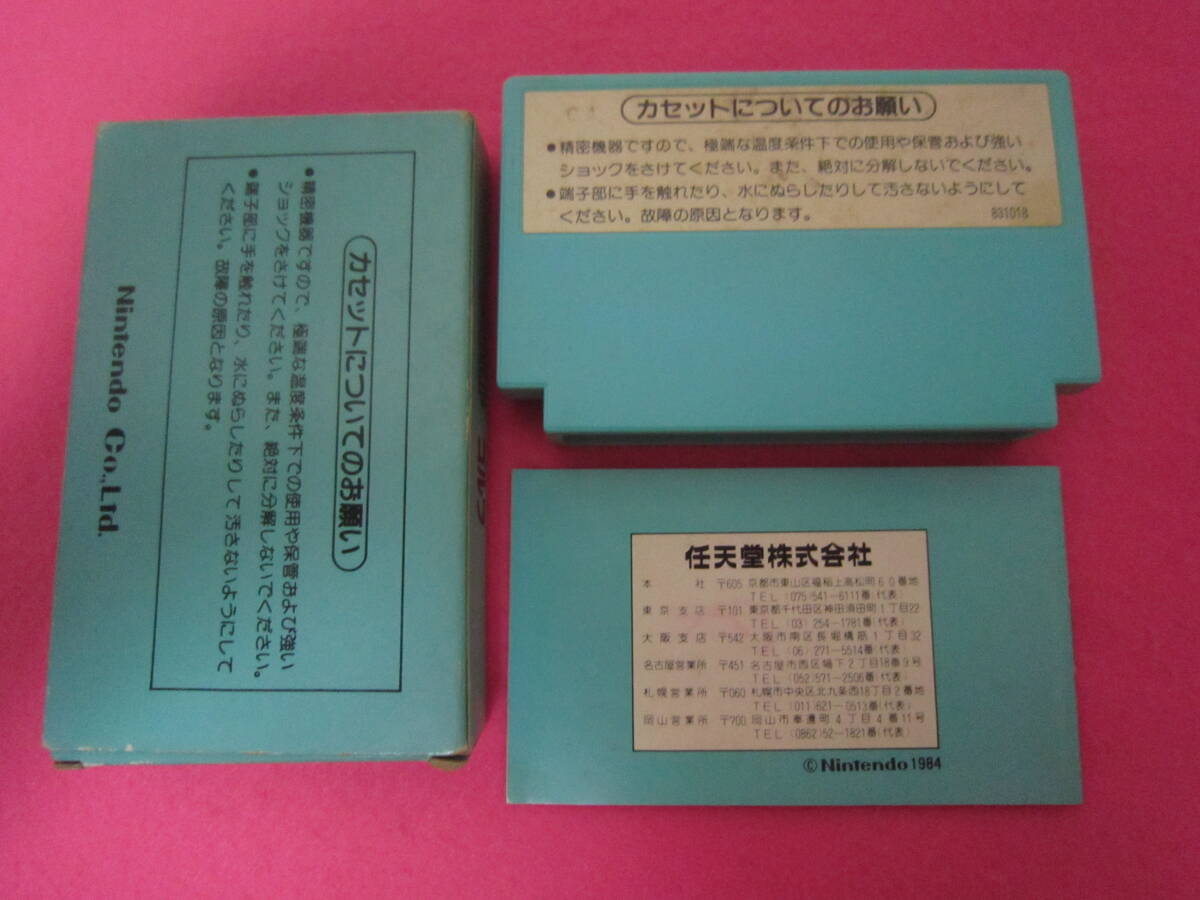 カセットについてのお願い
●精密機器ですので、極端な温度条件下での使用や保管および強い
ショックをさけてください。また、絶対に分解しないでください。
●端子部に手を触れたり、水にぬらしたりして汚さないようにして
ください。故障の原因となります。
Nintendo Co.,Ltd.
ゴルフ
カセットについてのお願い
●精密機器ですので、極端な温度条件下での使用や保管および強い
ショックをさけてください。また、絶対に分解しないでください。
●端子部に手を触れたり、水にぬらしたりして汚さないようにして
ください。故障の原因となります。
831018
任天堂株式会社
本社 〒605 京都市東山区福稲上高松町60番地
TEL (075)541-6111番(代表)
東京支店 〒101 東京都千代田区神田須田町1丁目22
TEL (03) 254-1781番(代表)
大阪支店 〒542 大阪市南区長堀橋筋1丁目32
TEL (06) 271-5514番(代表
名古屋営業所 〒451 名古屋市西区幅下2丁目18番9号
TEL (052)571-2506番(代表)
札幌営業所 〒060 札幌市中央区北九条西18丁目2番地
TEL (011)621-0513番(代表)
岡山営業所 〒700 岡山市奉還町4丁目4番11号
TEL (0862)52-1821番(代表)
©Nintendo 1984